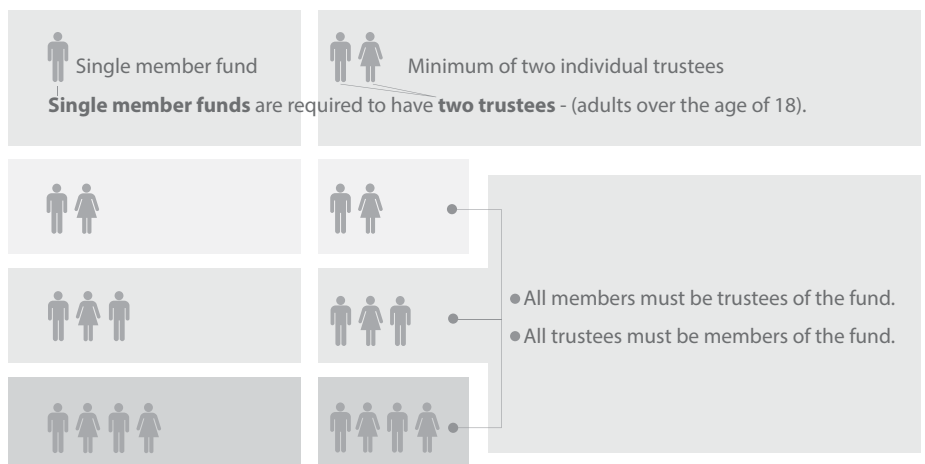 Single member fund
Minimum of two individual trustees
Single member funds are required to have two trustees - (adults over the age of 18).
● All members must be trustees of the fund.
● All trustees must be members of the fund.